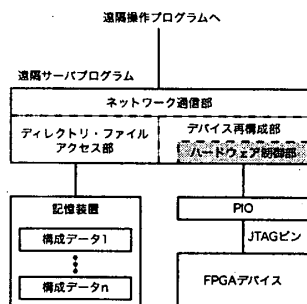 遠隔操作プログラムへ
遠隔サーバプログラム
ネットワーク通信部
ディレクトリ・ファイル
アクセス部
デバイス再構成部
ハードウェア制御部
記憶装置
構成データ1
構成データn
PIO
JTAGピン
FPGAデバイス